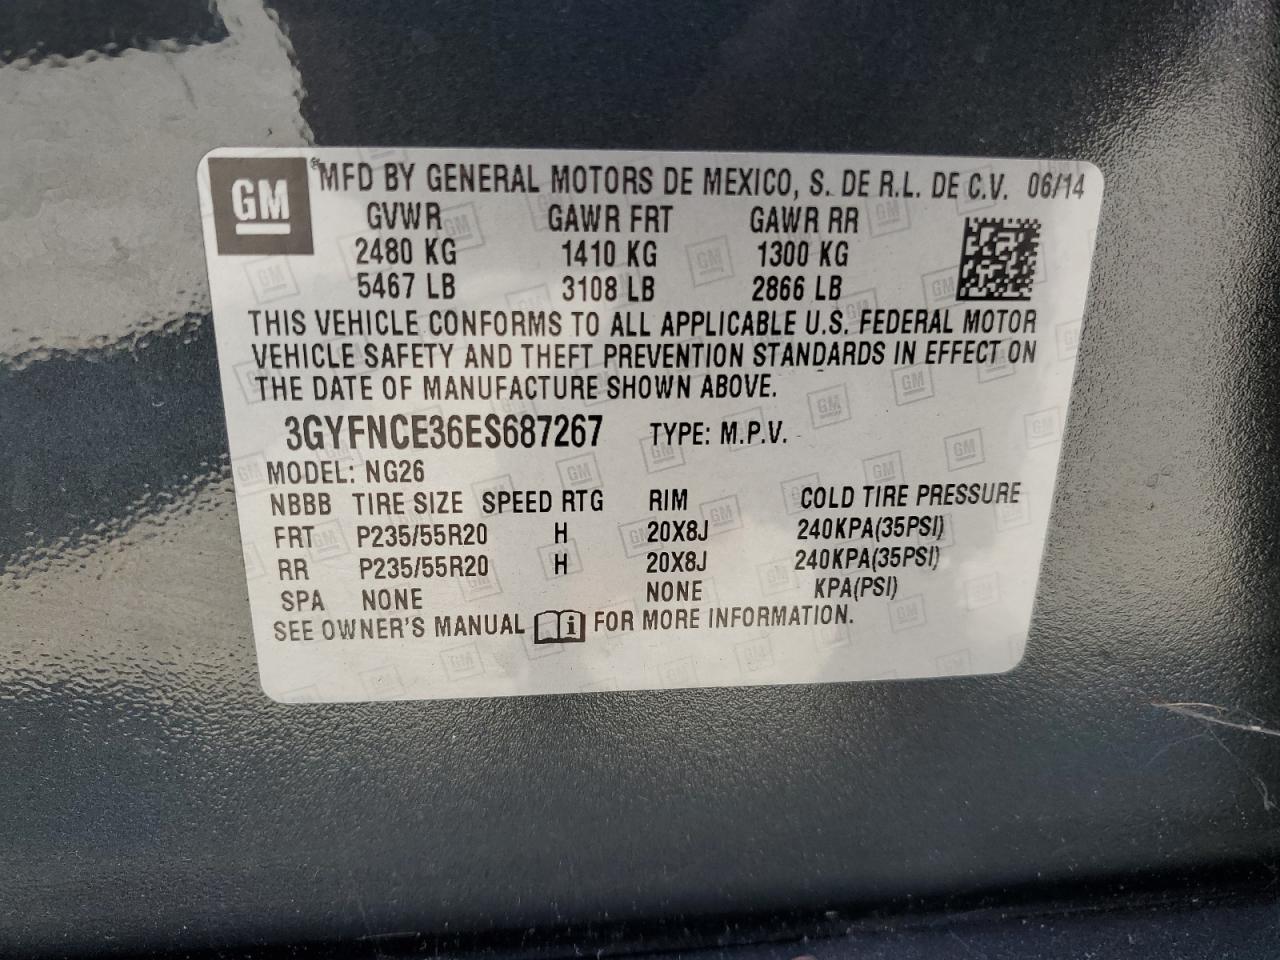 GM
MFD BY GENERAL MOTORS DE MEXICO, S. DE R.L. DE C.V. 06/14
GVWR GAWR FRT GAWR RR
2480 KG 1410 KG 1300 KG
5467 LB 3108 LB 2866 LB
THIS VEHICLE CONFORMS TO ALL APPLICABLE U.S. FEDERAL MOTOR
VEHICLE SAFETY AND THEFT PREVENTION STANDARDS IN EFFECT ON
THE DATE OF MANUFACTURE SHOWN ABOVE.
3GYFNCE36ES687267 TYPE: M.P.V.
MODEL: NG26
NBBB TIRE SIZE SPEED RTG RIM COLD TIRE PRESSURE
FRT P235/55R20 H 20X8J 240KPA(35PSI)
RR P235/55R20 H 20X8J 240KPA(35PSI)
SPA NONE NONE KPA(PSI)
SEE OWNER'S MANUAL i FOR MORE INFORMATION.